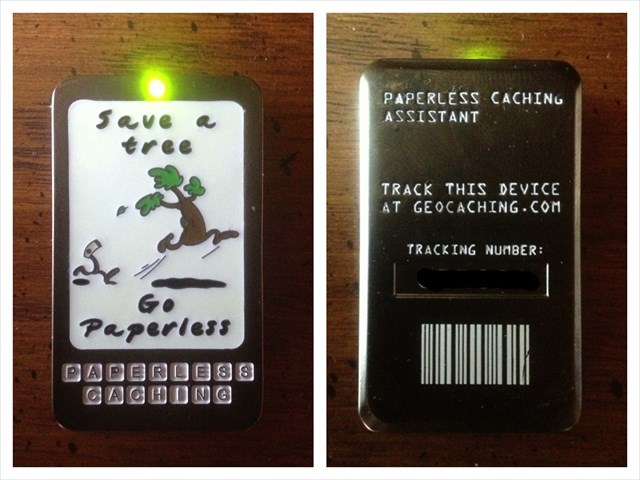 Save a
tree
Go
Paperless
PAPERLESS
CACHING
PAPERLESS CACHING
ASSISTANT
TRACK THIS DEVICE
AT GEOCACHING.COM
TRACKING NUMBER: